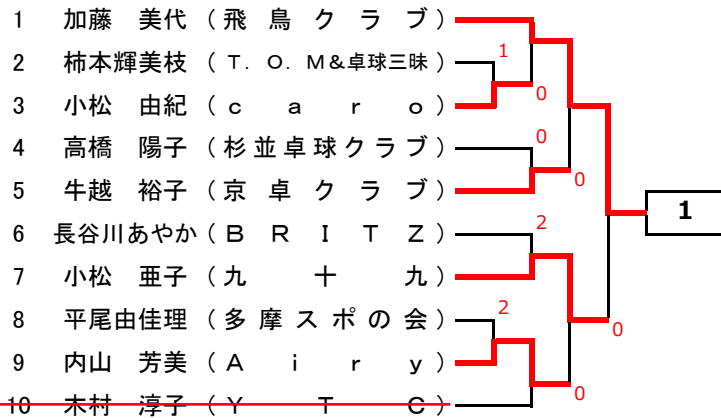 1 加藤 美代 (飛鳥クラブ)
2 柿本輝美枝 (T.O.M&卓球三昧) 1
3 小松 由紀 (caro) 0
4 高橋 陽子 (杉並卓球クラブ) 0
5 牛越 裕子 (京卓クラブ) 0
1
6 長谷川あやか (BRITZ) 2
7 小松 亜子 (九十九)
8 平尾由佳理 (多摩スポの会) 2 0
9 内山 芳美 (Airy) 0
10 木村 淳子 (YTC)